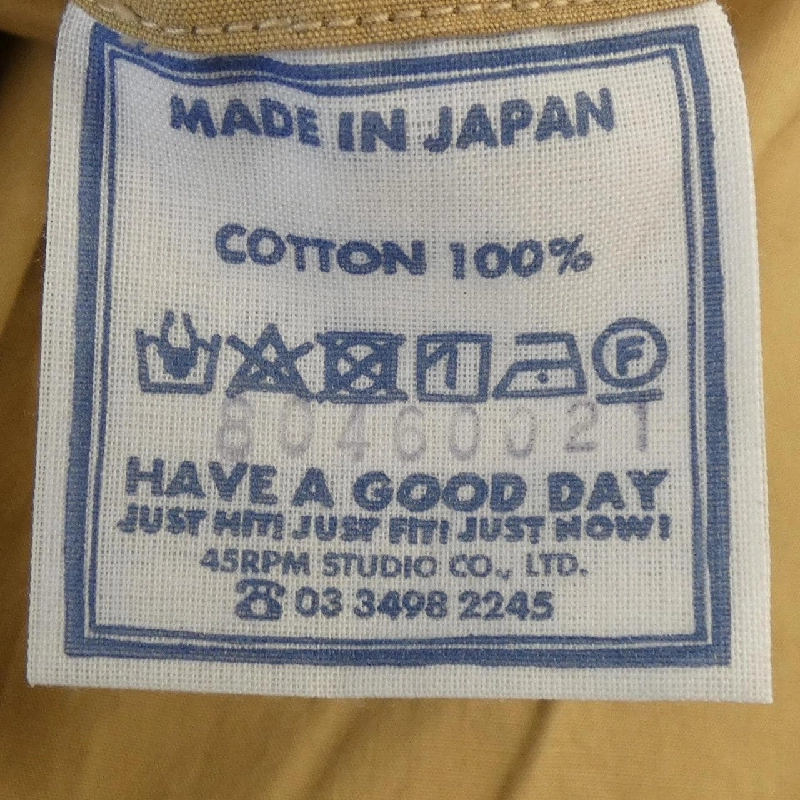 MADE IN JAPAN
COTTON 100%
F
80460021
HAVE A GOOD DAY
JUST HIT! JUST FIT! JUST NOW!
45RPM STUDIO CO., LTD.
☎ 03 3498 2245